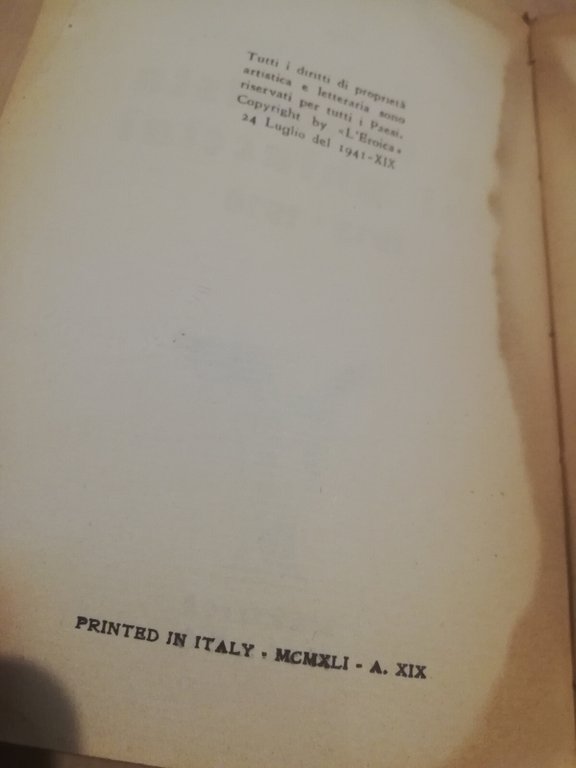 Tutti i diritti di proprietà
artistica e letteraria sono
riservati per tutti i Paesi.
Copyright by «L'Eroica»
24 Luglio del 1941-XIX
PRINTED IN ITALY - MCMXLI - A. XIX